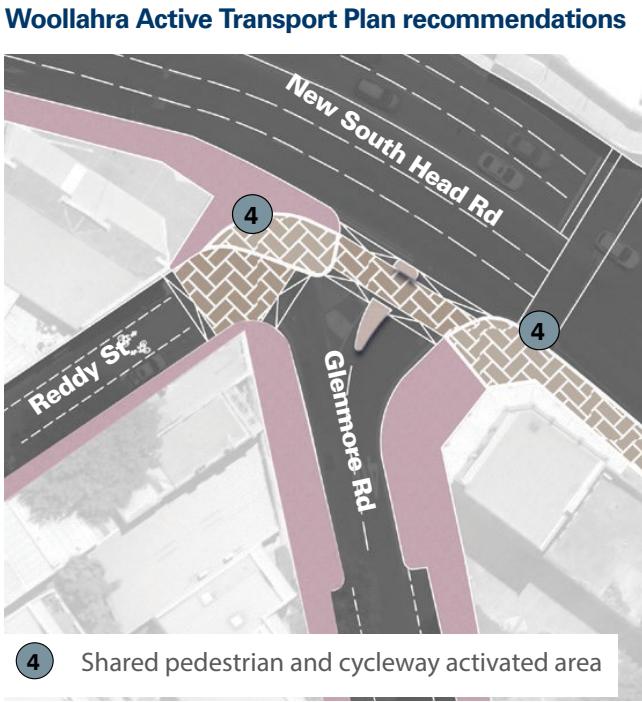 Woollahra Active Transport Plan recommendations
New South Head Rd
4
4
Reddy St
Glenmore Rd
4 Shared pedestrian and cycleway activated area